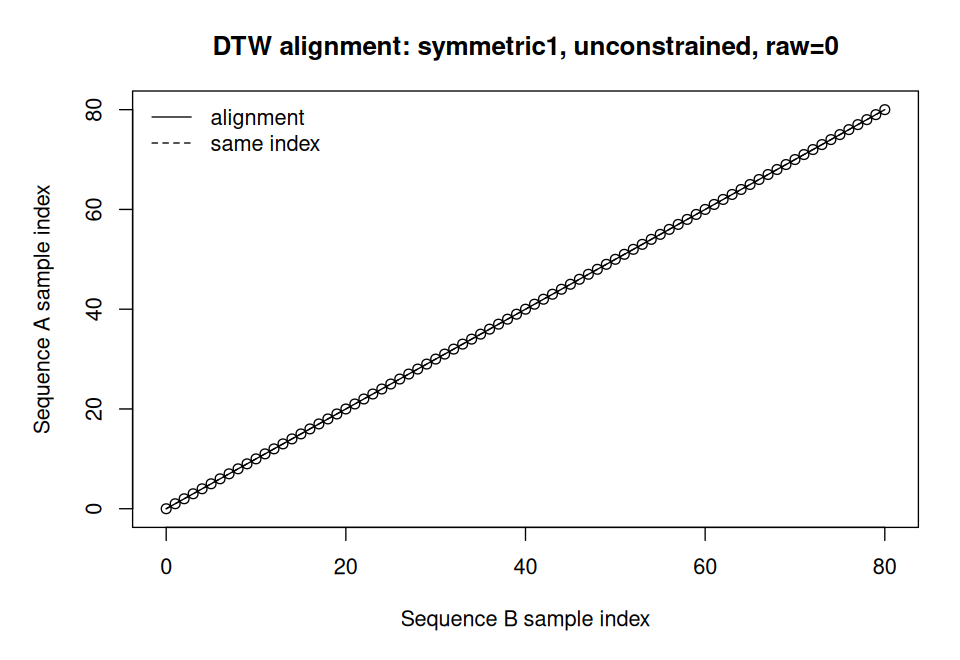 DTW alignment: symmetric1, unconstrained, raw=0
alignment
same index
80
60
40
20
0
Sequence A sample index
0 20 40 60 80
Sequence B sample index